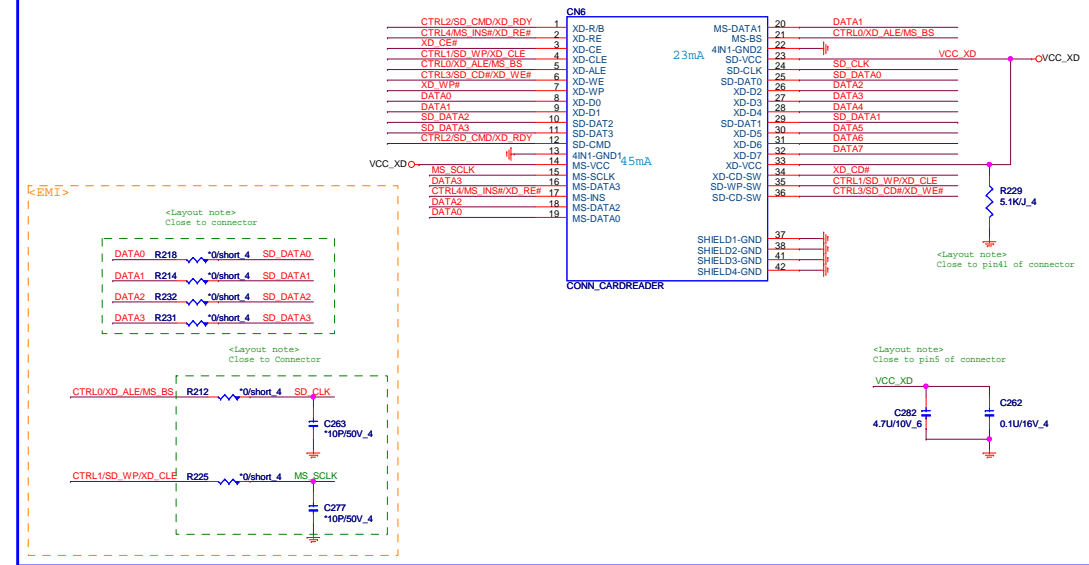 CN6
CTRL2/SD_CMD/XD_RDY 1 XD-R/B
CTRL4/MS_INS#/XD_RE# 2 XD-RE
XD_CE# 3 XD-CE
CTRL1/SD_WP/XD_CLE 4 XD-CLE
CTRL0/XD_ALE/MS_BS 5 XD-ALE
CTRL3/SD_CD#/XD_WE# 6 XD-WE
XD_WP# 7 XD-WP
DATA0 8 XD-D0
DATA1 9 XD-D1
SD_DATA2 10 SD-DAT2
SD_DATA3 11 SD-DAT3
CTRL2/SD_CMD/XD_RDY 12 SD-CMD
13 4IN1-GND1
VCC_XD 14 MS-VCC
MS_SCLK 15 MS-SCLK
DATA3 16 MS-DATA3
CTRL4/MS_INS#/XD_RE# 17 MS-INS
DATA2 18 MS-DATA2
DATA0 19 MS-DATA0
23mA
45mA
MS-DATA1 20 DATA1
MS-BS 21 CTRL0/XD_ALE/MS_BS
4IN1-GND2 22
SD-VCC 23 VCC_XD VCC_XD
SD-CLK 24 SD_CLK
SD-DAT0 25 SD_DATA0
XD-D2 26 DATA2
XD-D3 27 DATA3
XD-D4 28 DATA4
SD-DAT1 29 SD_DATA1
XD-D5 30 DATA5
XD-D6 31 DATA6
XD-D7 32 DATA7
XD-VCC 33
XD-CD-SW 34 XD_CD#
SD-WP-SW 35 CTRL1/SD_WP/XD_CLE
SD-CD-SW 36 CTRL3/SD_CD#/XD_WE#
SHIELD1-GND 37
SHIELD2-GND 38
SHIELD3-GND 41
SHIELD4-GND 42
CONN_CARDREADER
R229
5.1K/J_4
<Layout note>
Close to pin41 of connector
<EMI>
<Layout note>
Close to connector
DATA0 R218 *0/short_4 SD_DATA0
DATA1 R214 *0/short_4 SD_DATA1
DATA2 R232 *0/short_4 SD_DATA2
DATA3 R231 *0/short_4 SD_DATA3
<Layout note>
Close to Connector
CTRL0/XD_ALE/MS_BS R212 *0/short_4 SD_CLK
C263
*10P/50V_4
CTRL1/SD_WP/XD_CLE R225 *0/short_4 MS_SCLK
C277
*10P/50V_4
<Layout note>
Close to pin5 of connector
VCC_XD
C282
4.7U/10V_6
C262
0.1U/16V_4